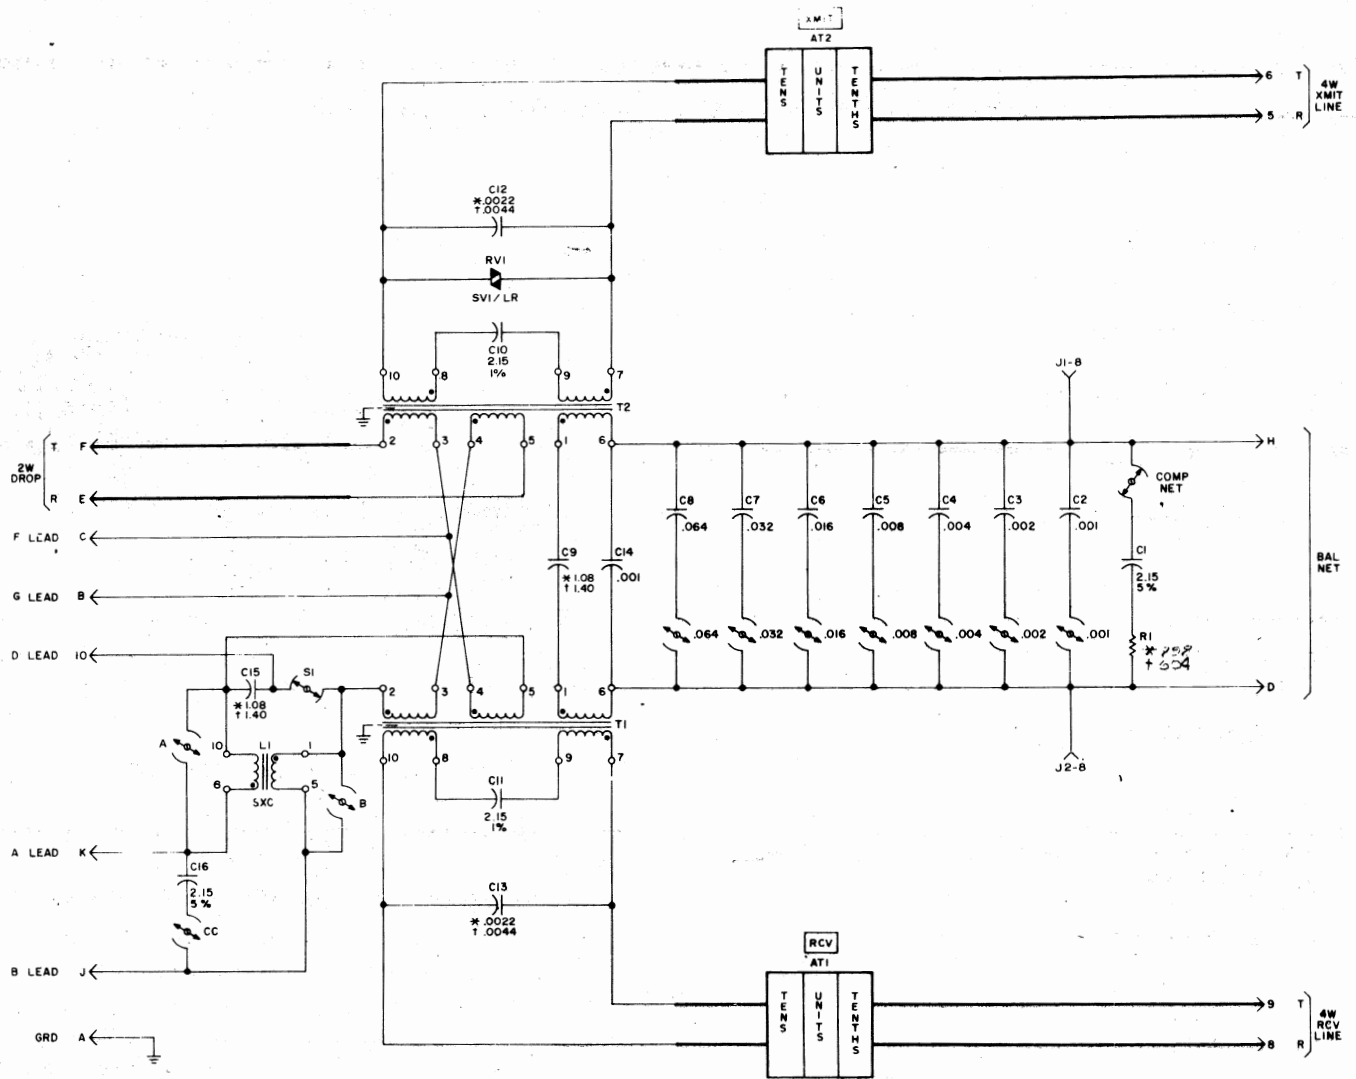 XMIT
AT2
TENS
UNITS
TENTHS
6 T
5 R
4W
XMIT
LINE
C12
*.0022
†.0044
RV1
SV1/LR
C10
2.15
1%
10
8
9
7
T2
2
3
4
5
1
6
J1-8
2W
DROP
T F
R E
F LEAD C
G LEAD B
D LEAD 10
H
COMP
NET
C8
.064
C7
.032
C6
.016
C5
.008
C4
.004
C3
.002
C2
.001
C9
*1.08
†1.40
C14
.001
C1
2.15
5%
BAL
NET
.064
.032
.016
.008
.004
.002
.001
R1
†604
C15
*1.08
†1.40
S1
2
3
4
5
1
6
D
T1
A
10
L1
1
6
SXC
5
B
10
8
9
7
J2-8
C11
2.15
1%
A LEAD K
C16
2.15
5%
CC
C13
*.0022
†.0044
B LEAD J
RCV
AT1
TENS
UNITS
TENTHS
9 T
8 R
4W
RCV
LINE
GRD A